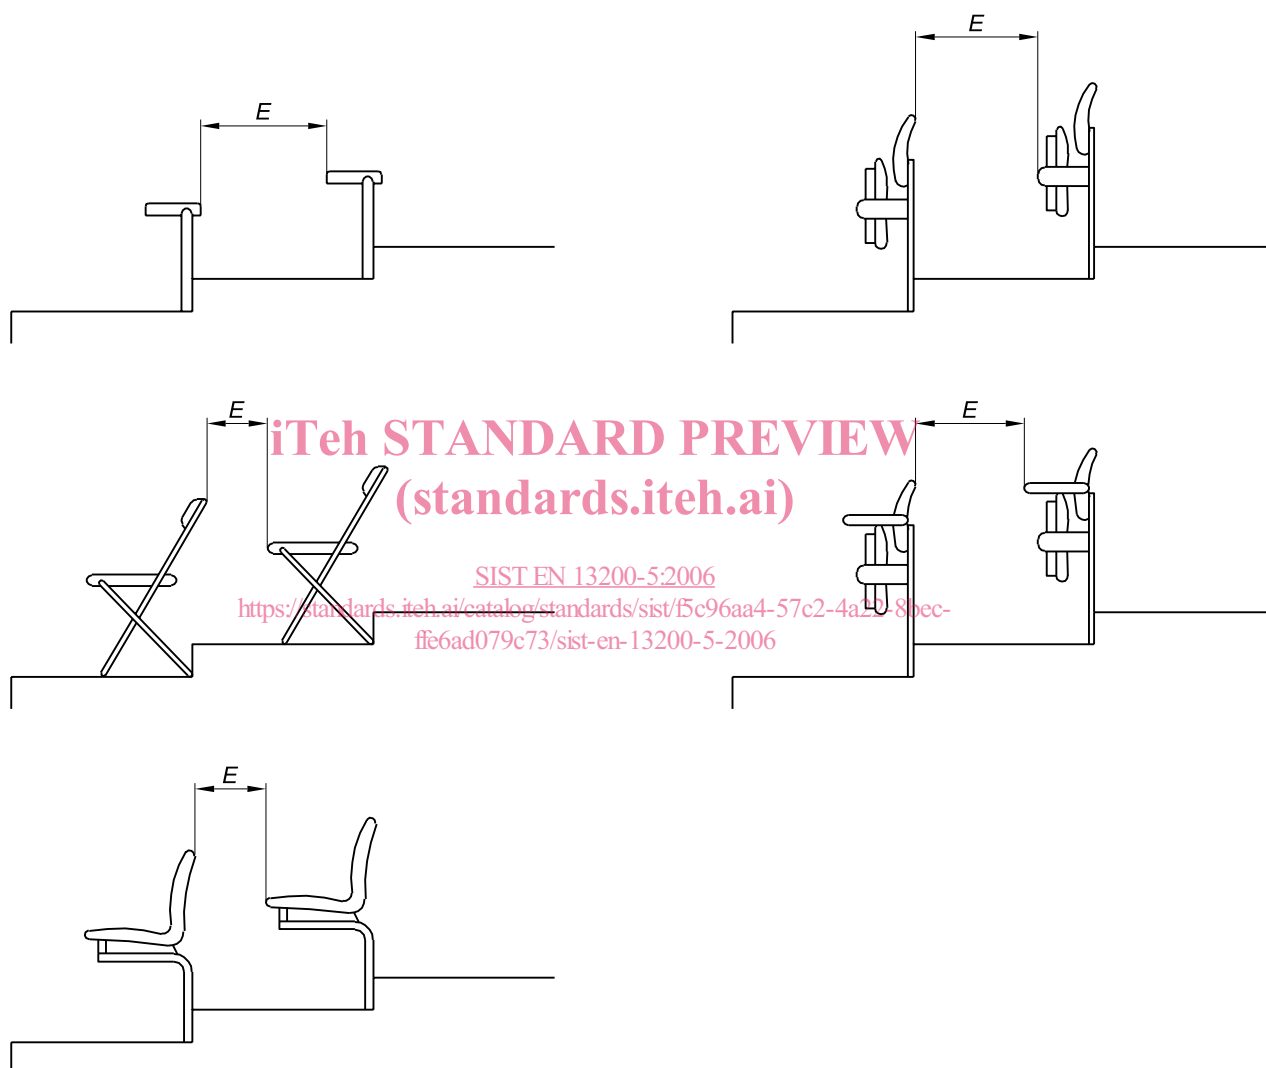 E
E
E
E
iTeh STANDARD PREVIEW
(standards.iteh.ai)
SIST EN 13200-5:2006
https://standards.iteh.ai/catalog/standards/sist/f5c96aa4-57c2-4a22-8bec-
ffe6ad079c73/sist-en-13200-5-2006
E